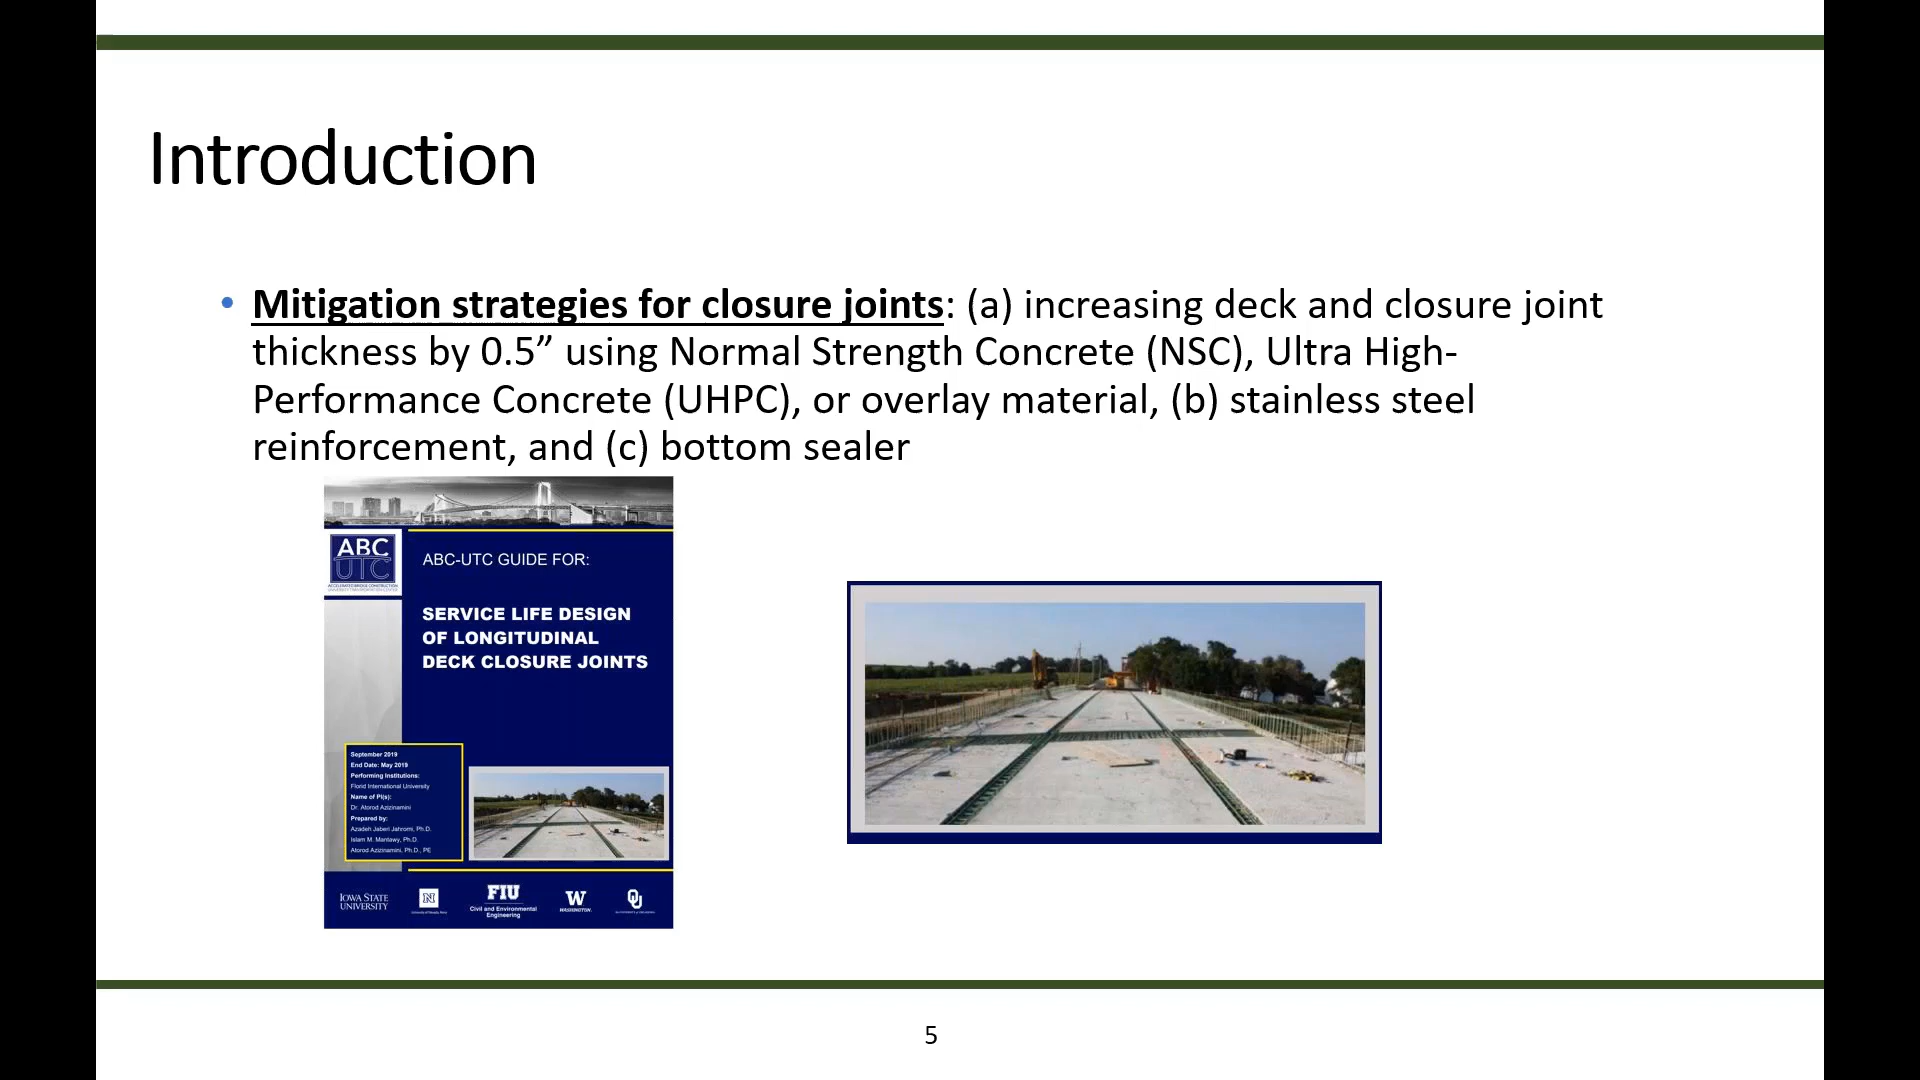 Introduction
• Mitigation strategies for closure joints: (a) increasing deck and closure joint
thickness by 0.5” using Normal Strength Concrete (NSC), Ultra High-
Performance Concrete (UHPC), or overlay material, (b) stainless steel
reinforcement, and (c) bottom sealer
ABC
UTC
ABC-UTC GUIDE FOR:
SERVICE LIFE DESIGN
OF LONGITUDINAL
DECK CLOSURE JOINTS
September 2019
End Date: May 2019
Performing Institutions:
Florid International University
Name of PI(s):
Dr. Atorod Azizinamini
Prepared by:
Azadeh Jaberi Jahromi, Ph.D.
Islam M. Mantawy, Ph.D.
Atorod Azizinamini, Ph.D., PE
IOWA STATE
UNIVERSITY
N
FIU
Civil and Environmental
Engineering
W
WASHINGTON
OU
5